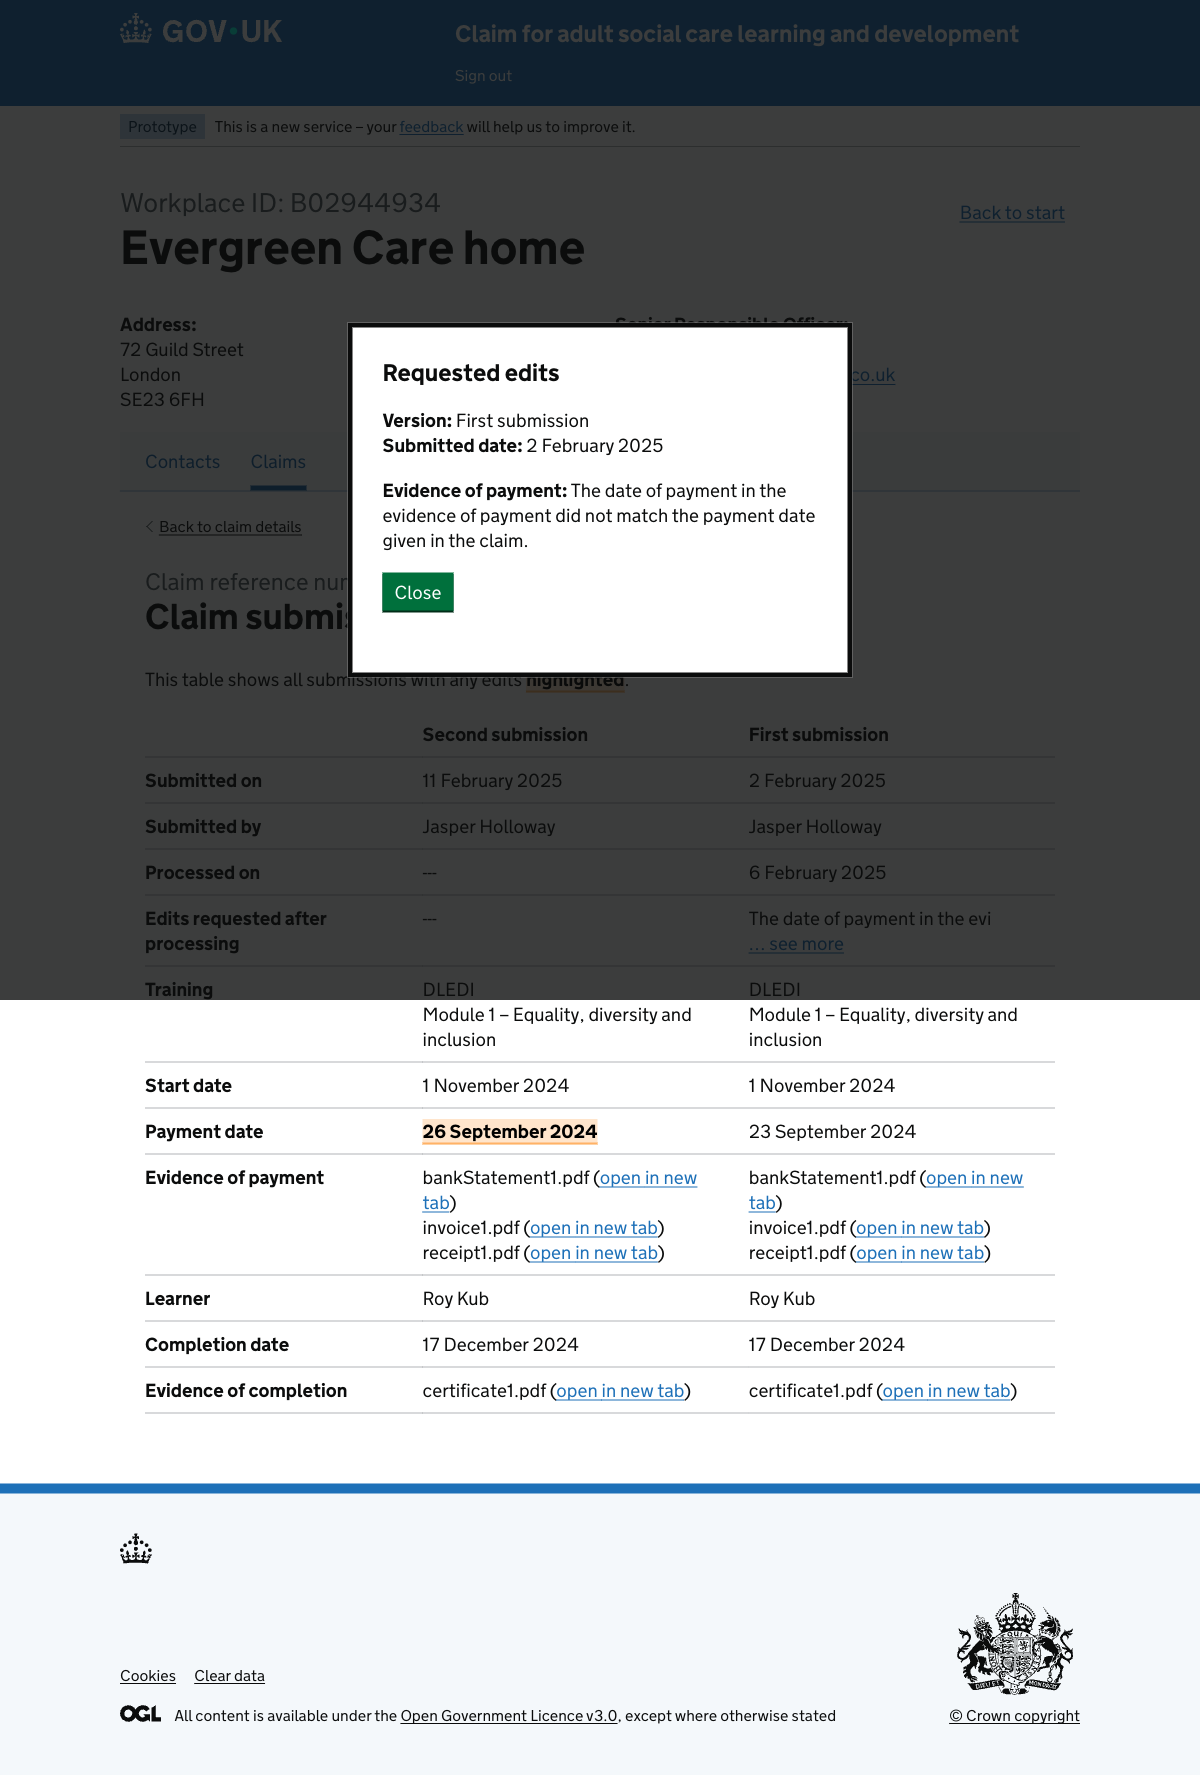 GOV·UK
Claim for adult social care learning and development
Sign out
Prototype This is a new service – your feedback will help us to improve it.
Workplace ID: B02944934
Evergreen Care home
Back to start
Address:
72 Guild Street
London
SE23 6FH
Senior Responsible Officer:
co.uk
Contacts Claims
Back to claim details
Claim reference
Claim
This table shows all submissions with any edits highlighted.
Requested edits
Version: First submission
Submitted date: 2 February 2025
Evidence of payment: The date of payment in the
evidence of payment did not match the payment date
given in the claim.
Close
Second submission First submission
Submitted on 11 February 2025 2 February 2025
Submitted by Jasper Holloway Jasper Holloway
Processed on --- 6 February 2025
Edits requested after --- The date of payment in the evi
processing ... see more
Training DLEDI DLEDI
Module 1 – Equality, diversity and Module 1 – Equality, diversity and
inclusion inclusion
Start date 1 November 2024 1 November 2024
Payment date 26 September 2024 23 September 2024
Evidence of payment bankStatement1.pdf (open in new bankStatement1.pdf (open in new
tab) tab)
invoice1.pdf (open in new tab) invoice1.pdf (open in new tab)
receipt1.pdf (open in new tab) receipt1.pdf (open in new tab)
Learner Roy Kub Roy Kub
Completion date 17 December 2024 17 December 2024
Evidence of completion certificate1.pdf (open in new tab) certificate1.pdf (open in new tab)
Cookies Clear data
OGL All content is available under the Open Government Licence v3.0, except where otherwise stated
© Crown copyright